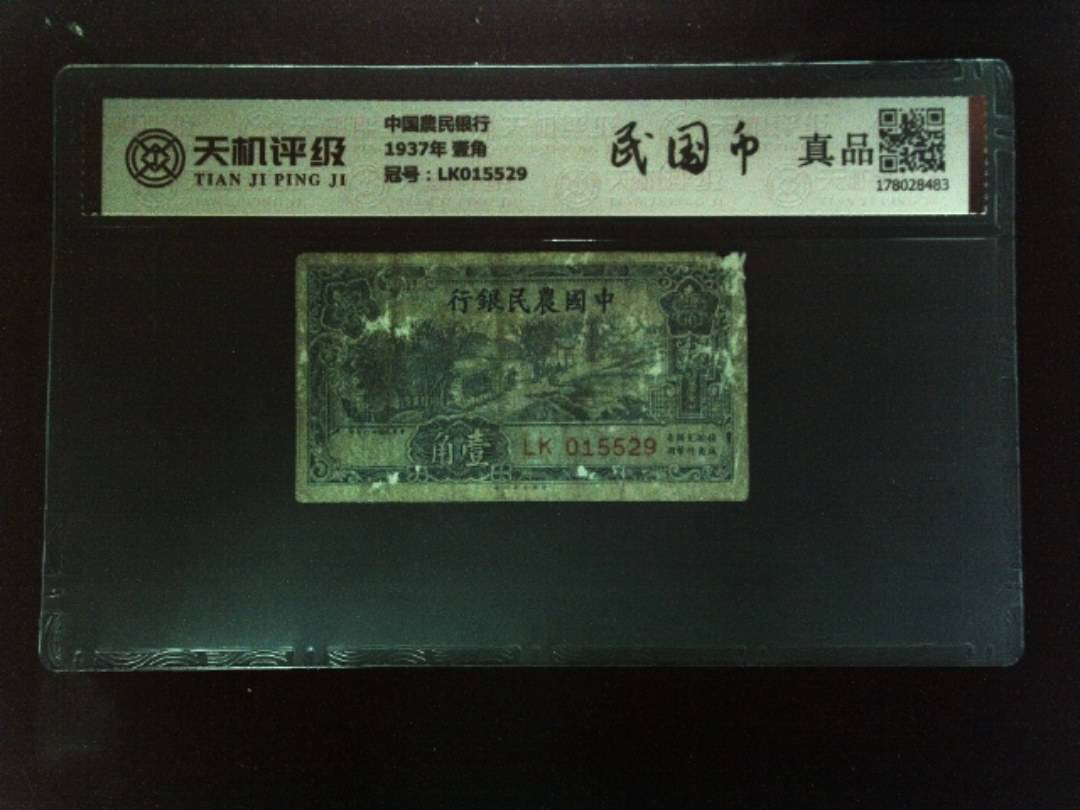 天机评级
TIAN JI PING JI
中国農民银行
1937年 壹角
冠号：LK015529
民国币
真品
178028483
行銀民農國中
角壹
LK 015529